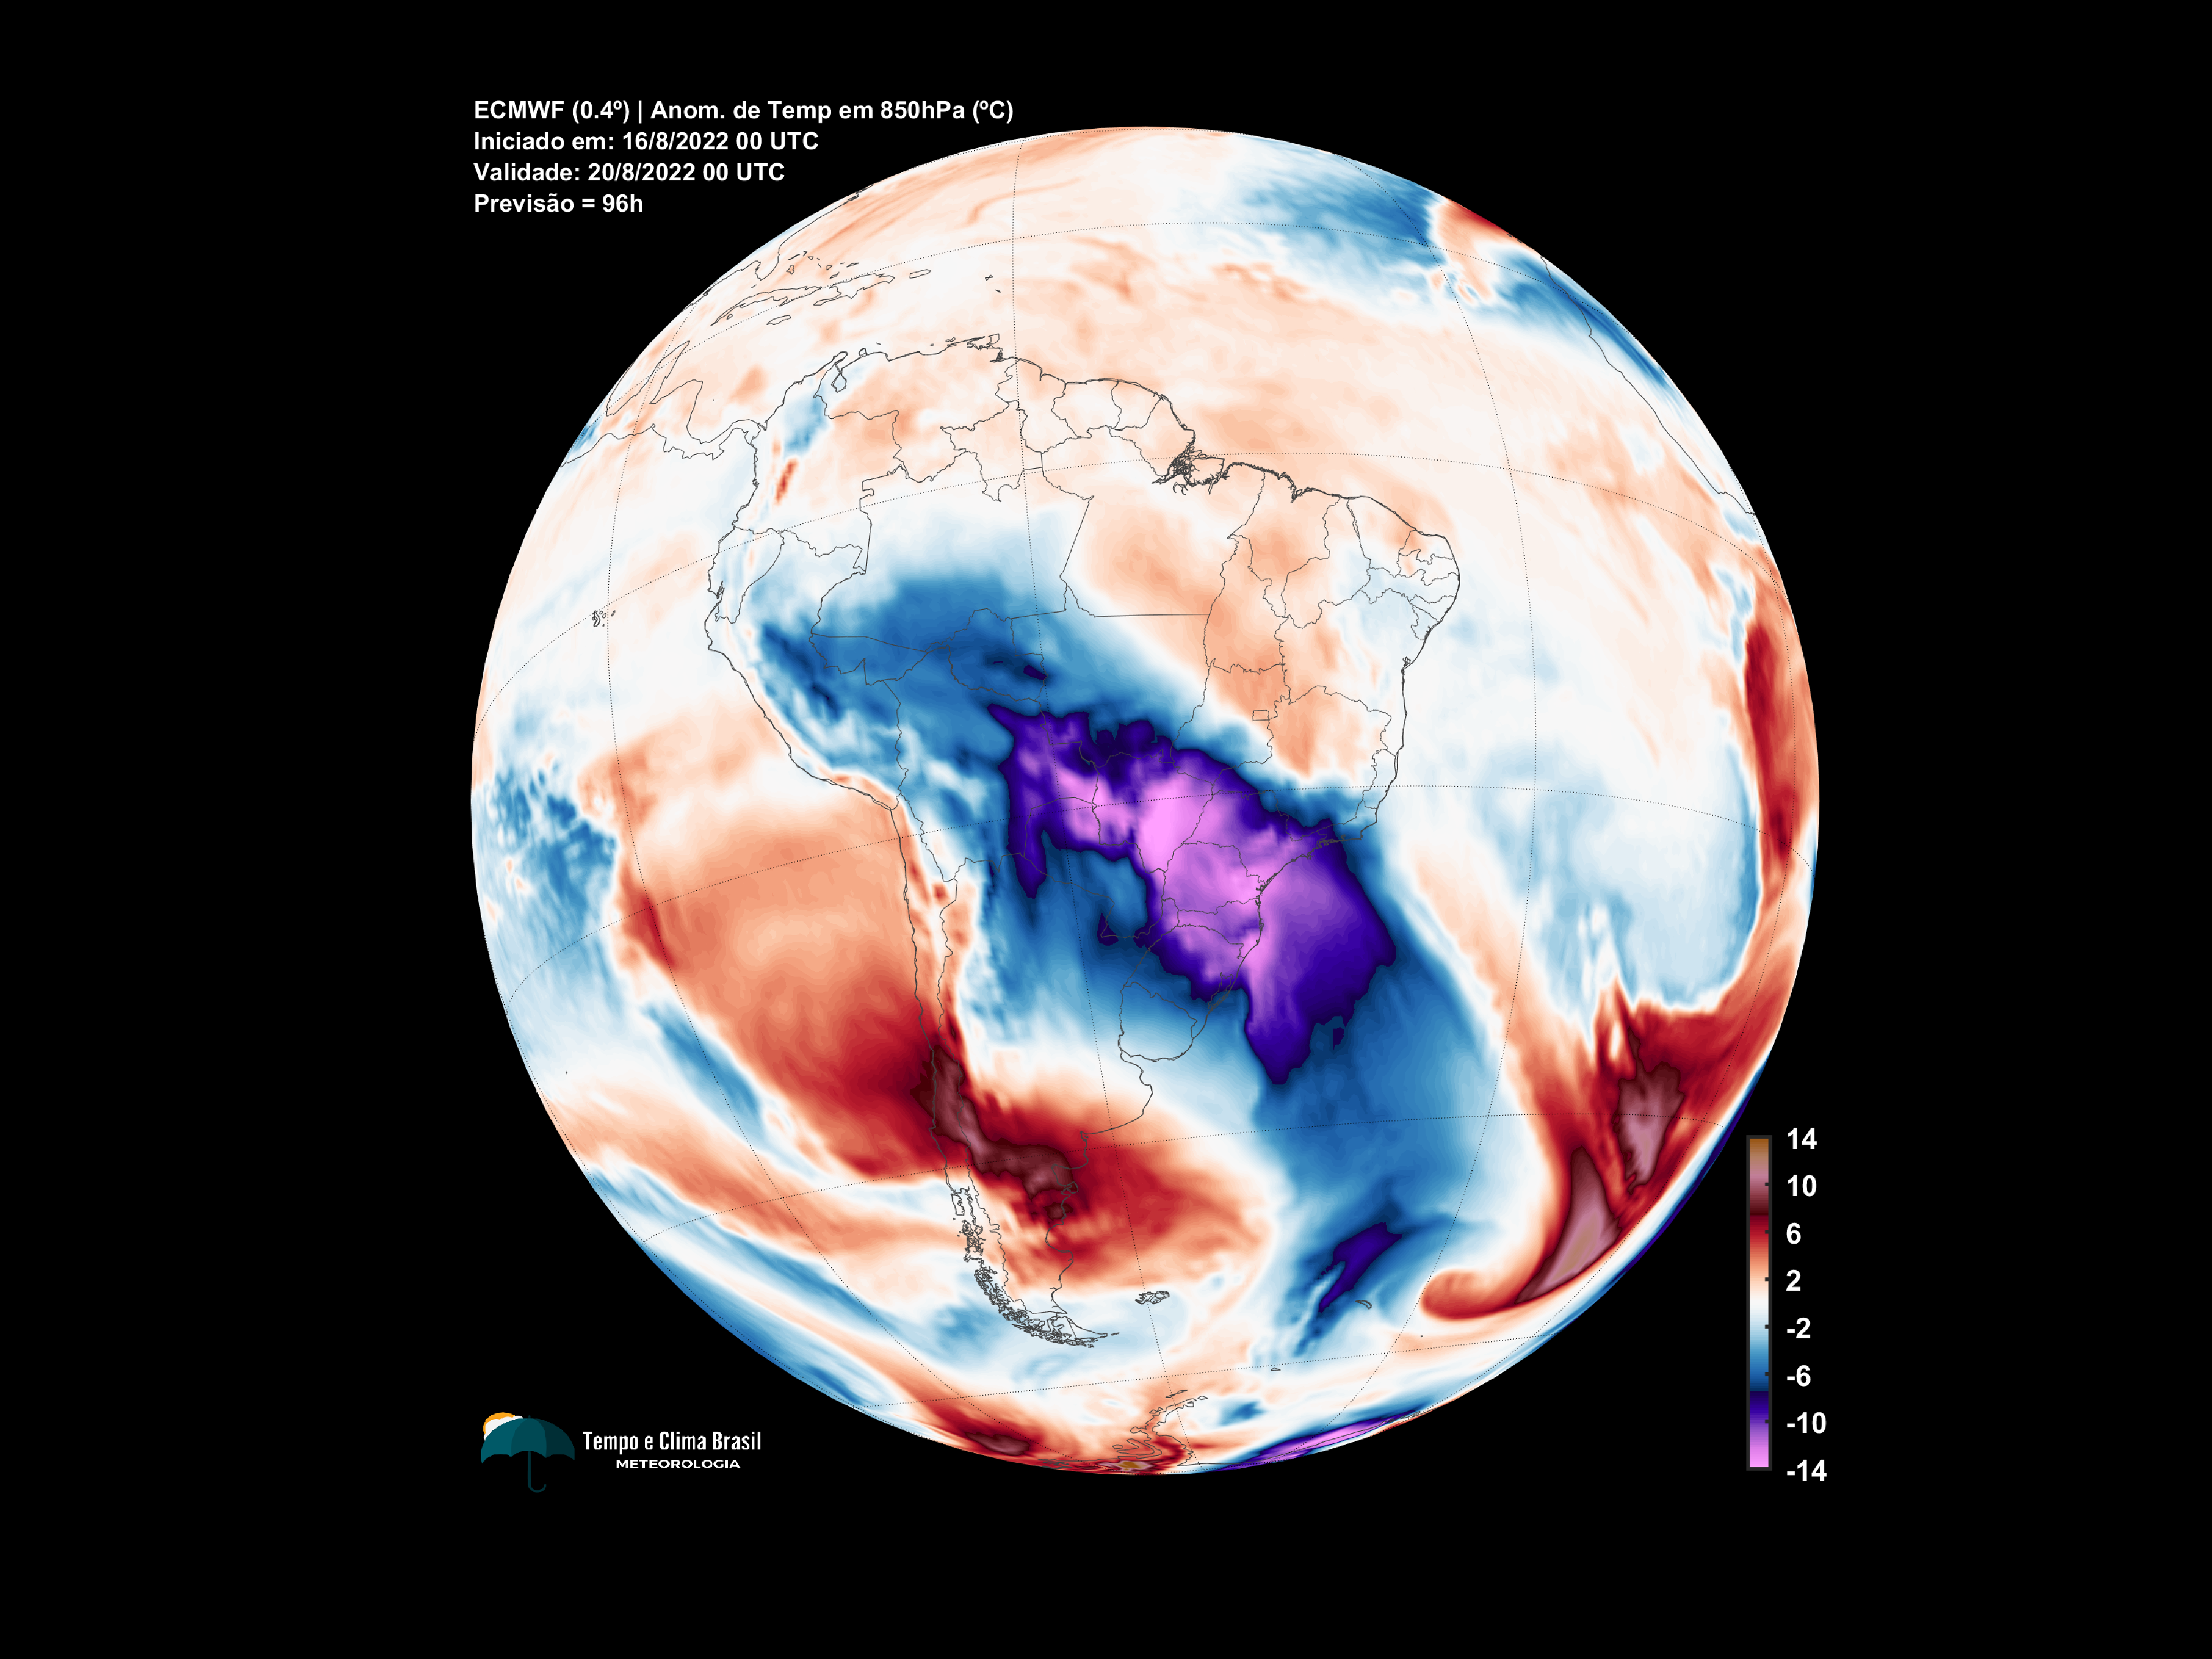 ECMWF (0.4º) | Anom. de Temp em 850hPa (ºC)
Iniciado em: 16/8/2022 00 UTC
Validade: 20/8/2022 00 UTC
Previsão = 96h
14
10
6
2
-2
-6
-10
-14
Tempo e Clima Brasil
METEOROLOGIA